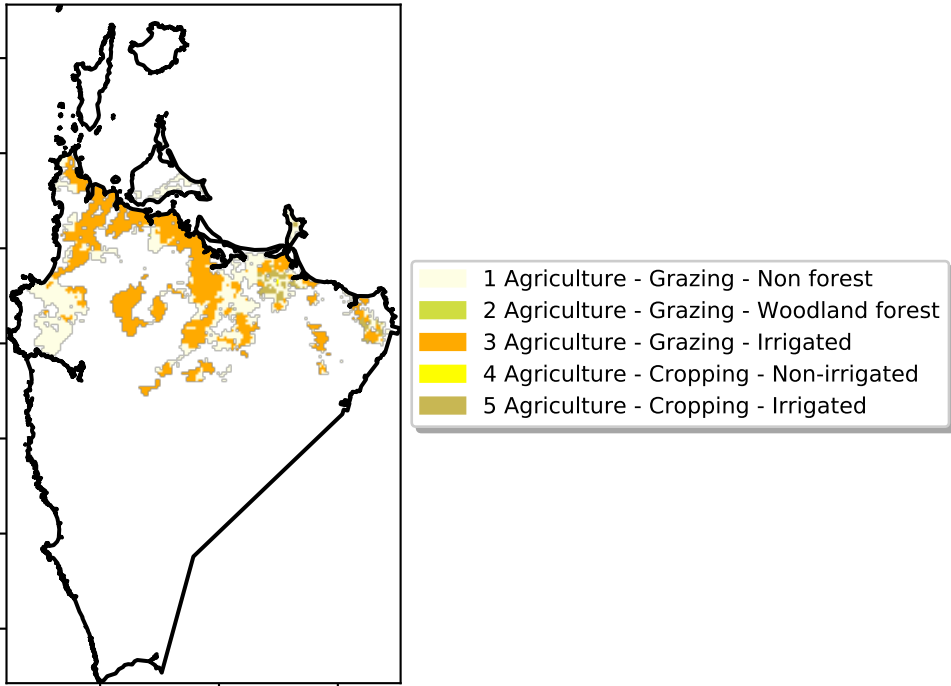 1 Agriculture - Grazing - Non forest
2 Agriculture - Grazing - Woodland forest
3 Agriculture - Grazing - Irrigated
4 Agriculture - Cropping - Non-irrigated
5 Agriculture - Cropping - Irrigated